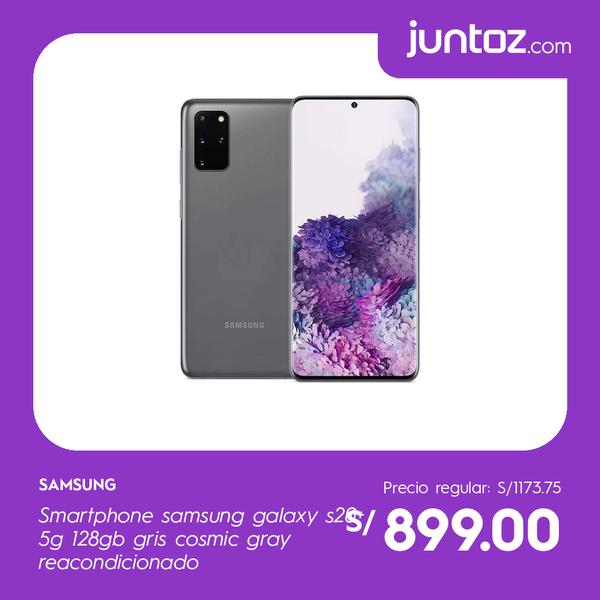 juntoz.com
SAMSUNG
SAMSUNG
Precio regular: S/1173.75
Smartphone samsung galaxy s20+
5g 128gb gris cosmic gray
reacondicionado
S/ 899.00